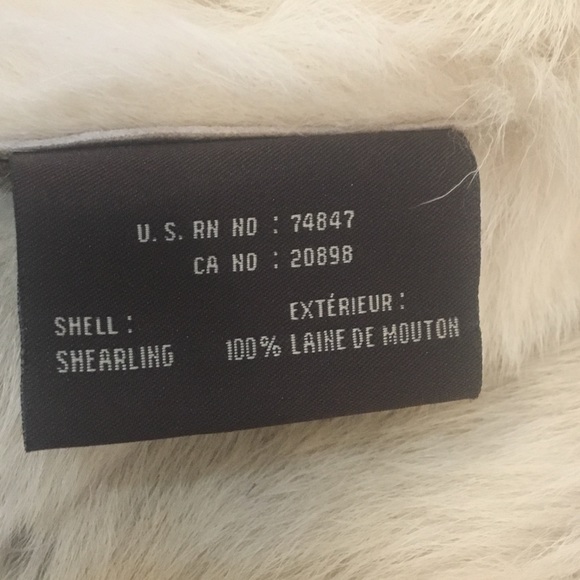 U.S. RN NO : 74847
CA NO : 20898
SHELL :
SHEARLING
EXTÉRIEUR :
100% LAINE DE MOUTON